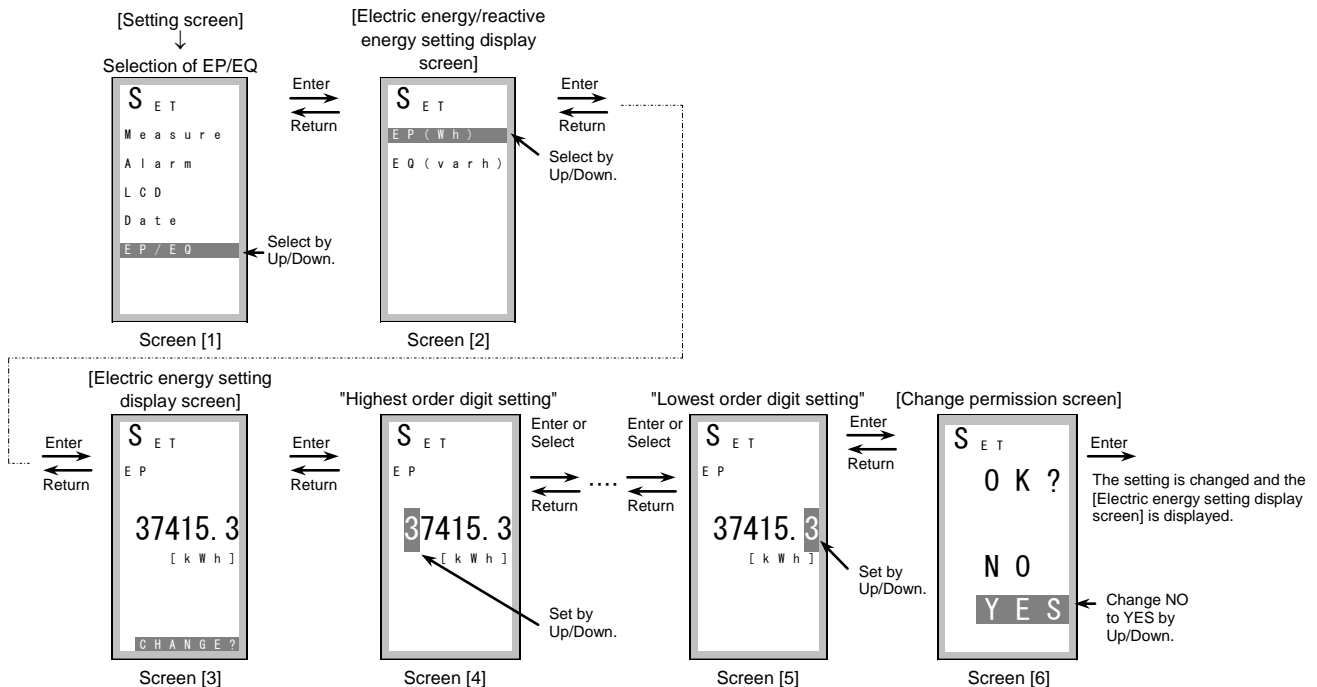 [Setting screen]
↓
Selection of EP/EQ
SET
Measure
Alarm
LCD
Date
EP/EQ
Select by
Up/Down.
Screen [1]
Enter
Return
[Electric energy/reactive
energy setting display
screen]
SET
EP(Wh)
EQ(varh)
Select by
Up/Down.
Screen [2]
Enter
Return
Enter
Return
[Electric energy setting
display screen]
SET
EP
37415.3
[kWh]
CHANGE?
Screen [3]
Enter
Return
"Highest order digit setting"
SET
EP
37415.3
[kWh]
Set by
Up/Down.
Screen [4]
Enter or
Select
Return
....
Enter or
Select
Return
"Lowest order digit setting"
SET
EP
37415.3
[kWh]
Set by
Up/Down.
Screen [5]
Enter
Return
[Change permission screen]
SET
OK?
NO
YES
Change NO
to YES by
Up/Down.
Screen [6]
Enter
The setting is changed and the
[Electric energy setting display
screen] is displayed.